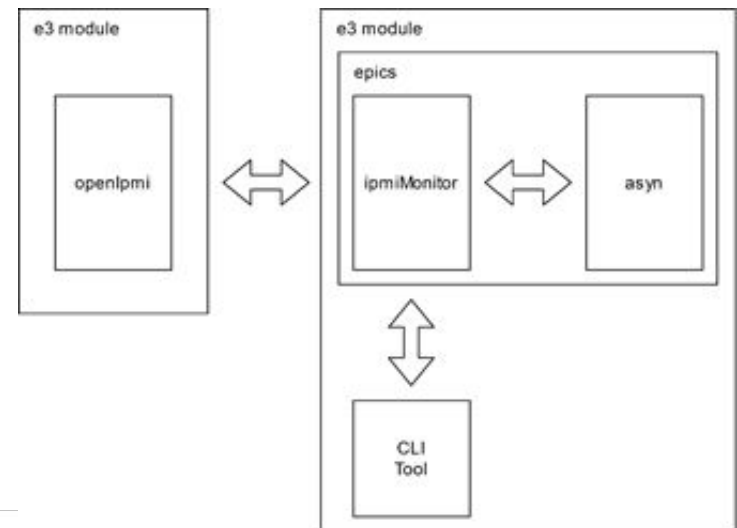 e3 module
openIpmi
e3 module
epics
ipmiMonitor
asyn
CLI
Tool